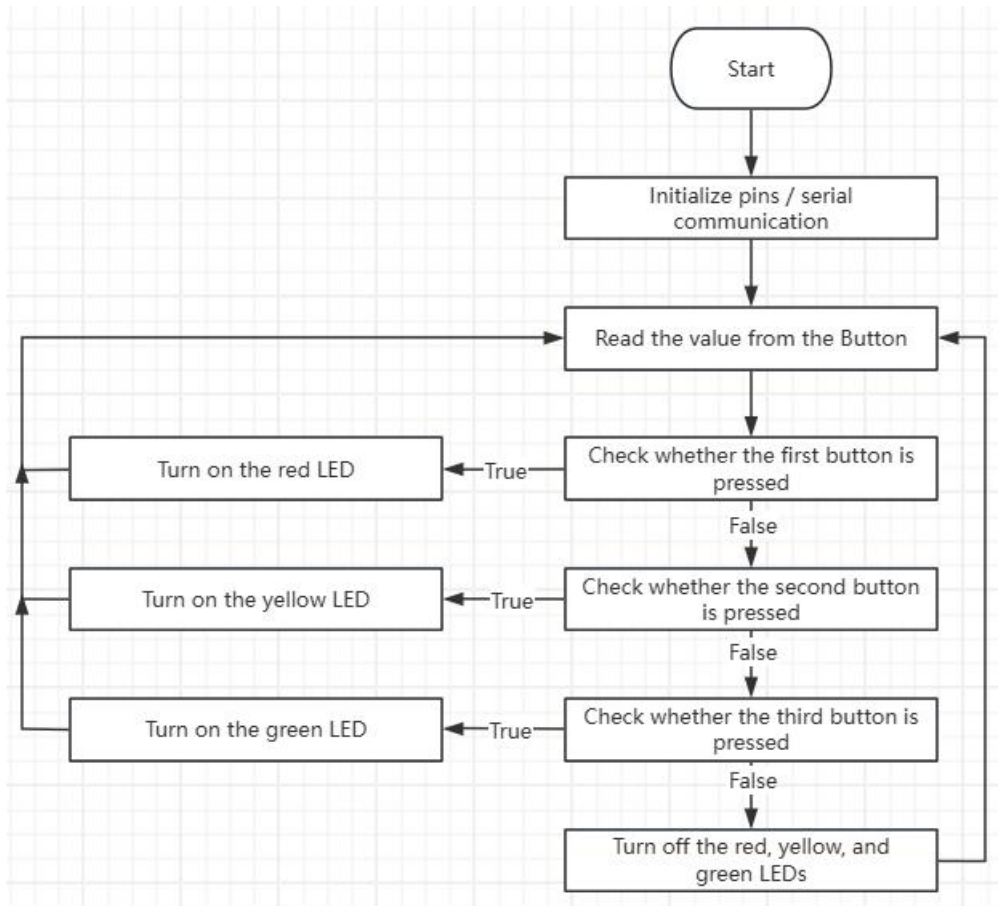 Start
Initialize pins / serial
communication
Read the value from the Button
Turn on the red LED
True
Check whether the first button is
pressed
False
Turn on the yellow LED
True
Check whether the second button
is pressed
False
Turn on the green LED
True
Check whether the third button is
pressed
False
Turn off the red, yellow, and
green LEDs